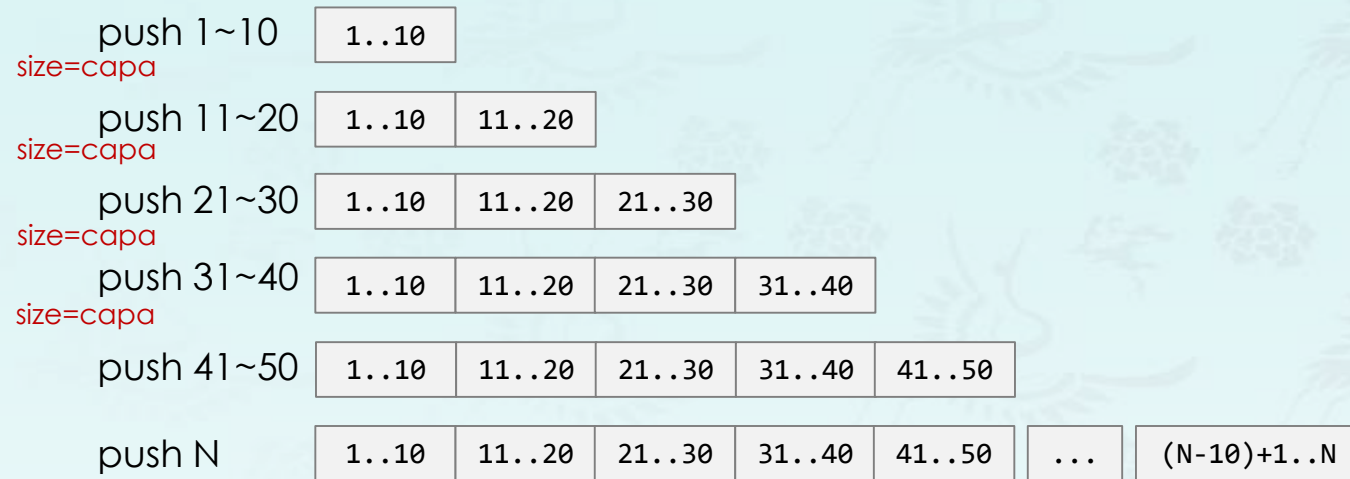 push 1~10 1..10
size=capa
push 11~20 1..10 11..20
size=capa
push 21~30 1..10 11..20 21..30
size=capa
push 31~40 1..10 11..20 21..30 31..40
size=capa
push 41~50 1..10 11..20 21..30 31..40 41..50
push N 1..10 11..20 21..30 31..40 41..50 ... (N-10)+1..N